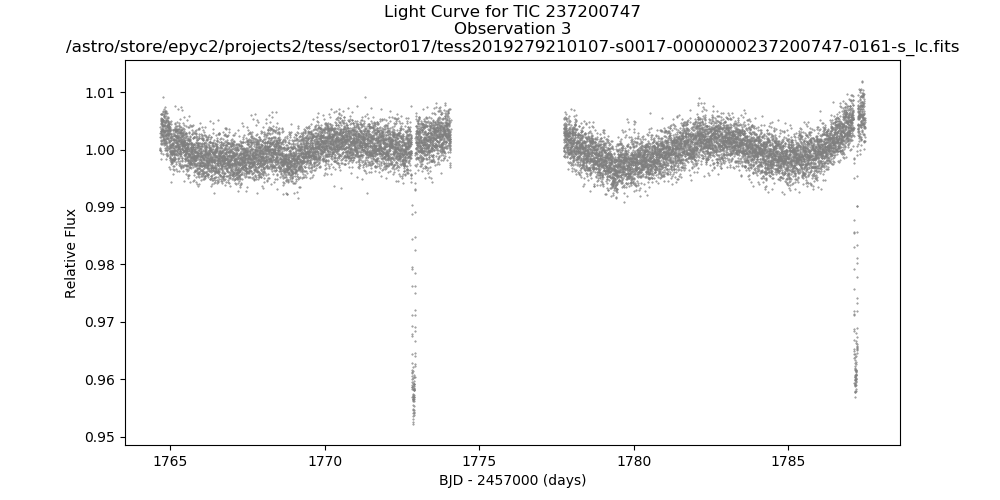 Light Curve for TIC 237200747
Observation 3
/astro/store/epyc2/projects2/tess/sector017/tess2019279210107-s0017-0000000237200747-0161-s_lc.fits
1.01
1.00
0.99
0.98
0.97
0.96
0.95
Relative Flux
1765
1770
1775
1780
1785
BJD - 2457000 (days)